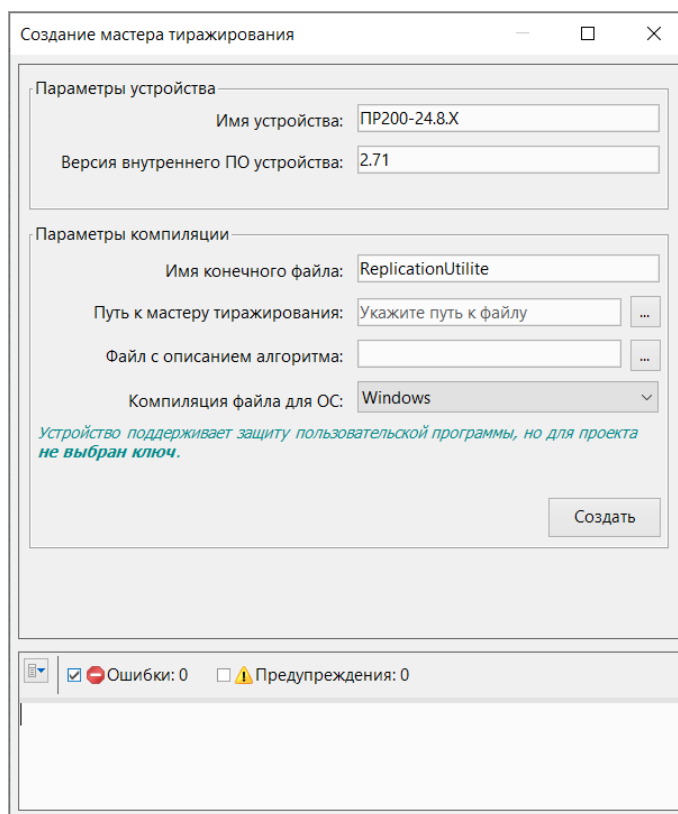 Создание мастера тиражирования
Параметры устройства
Имя устройства: ПР200-24.8.X
Версия внутреннего ПО устройства: 2.71
Параметры компиляции
Имя конечного файла: ReplicationUtilite
Путь к мастеру тиражирования: Укажите путь к файлу ...
Файл с описанием алгоритма: ...
Компиляция файла для ОС: Windows
Устройство поддерживает защиту пользовательской программы, но для проекта
не выбран ключ.
Создать
Ошибки: 0 Предупреждения: 0